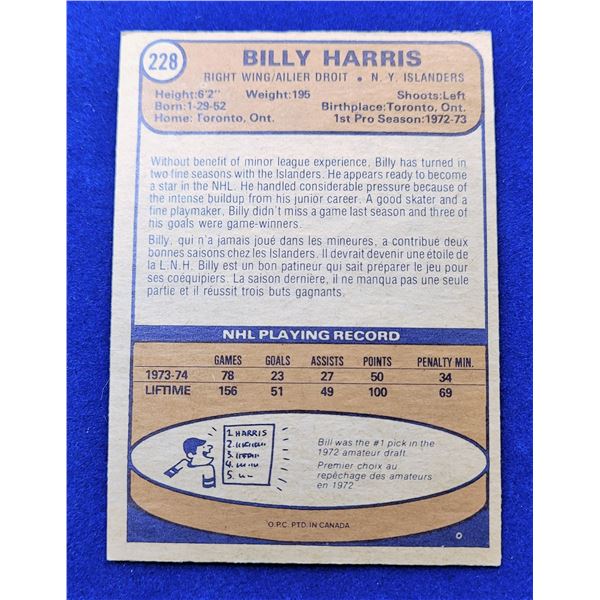 228
BILLY HARRIS
RIGHT WING/AILIER DROIT • N.Y. ISLANDERS
Height:6'2" Weight:195 Shoots:Left
Born:1-29-52 Birthplace:Toronto, Ont.
Home: Toronto, Ont. 1st Pro Season:1972-73
Without benefit of minor league experience, Billy has turned in
two fine seasons with the Islanders. He appears ready to become
a star in the NHL. He handled considerable pressure because of
the intense buildup from his junior career. A good skater and a
fine playmaker. Billy didn't miss a game last season and three of
his goals were game-winners.
Billy, qui n'a jamais joué dans les mineures, a contribué deux
bonnes saisons chez les Islanders. Il devrait devenir une étoile de
la L.N.H. Billy est un bon patineur qui sait préparer le jeu pour
ses coéquipiers. La saison dernière, il ne manqua pas une seule
partie et il réussit trois buts gagnants.
NHL PLAYING RECORD
GAMES GOALS ASSISTS POINTS PENALTY MIN.
1973-74 78 23 27 50 34
LIFTIME 156 51 49 100 69
1. HARRIS
2.
3.
4.
5.
Bill was the #1 pick in the
1972 amateur draft.
Premier choix au
repêchage des amateurs
en 1972
©O.P.C. PTD. IN CANADA